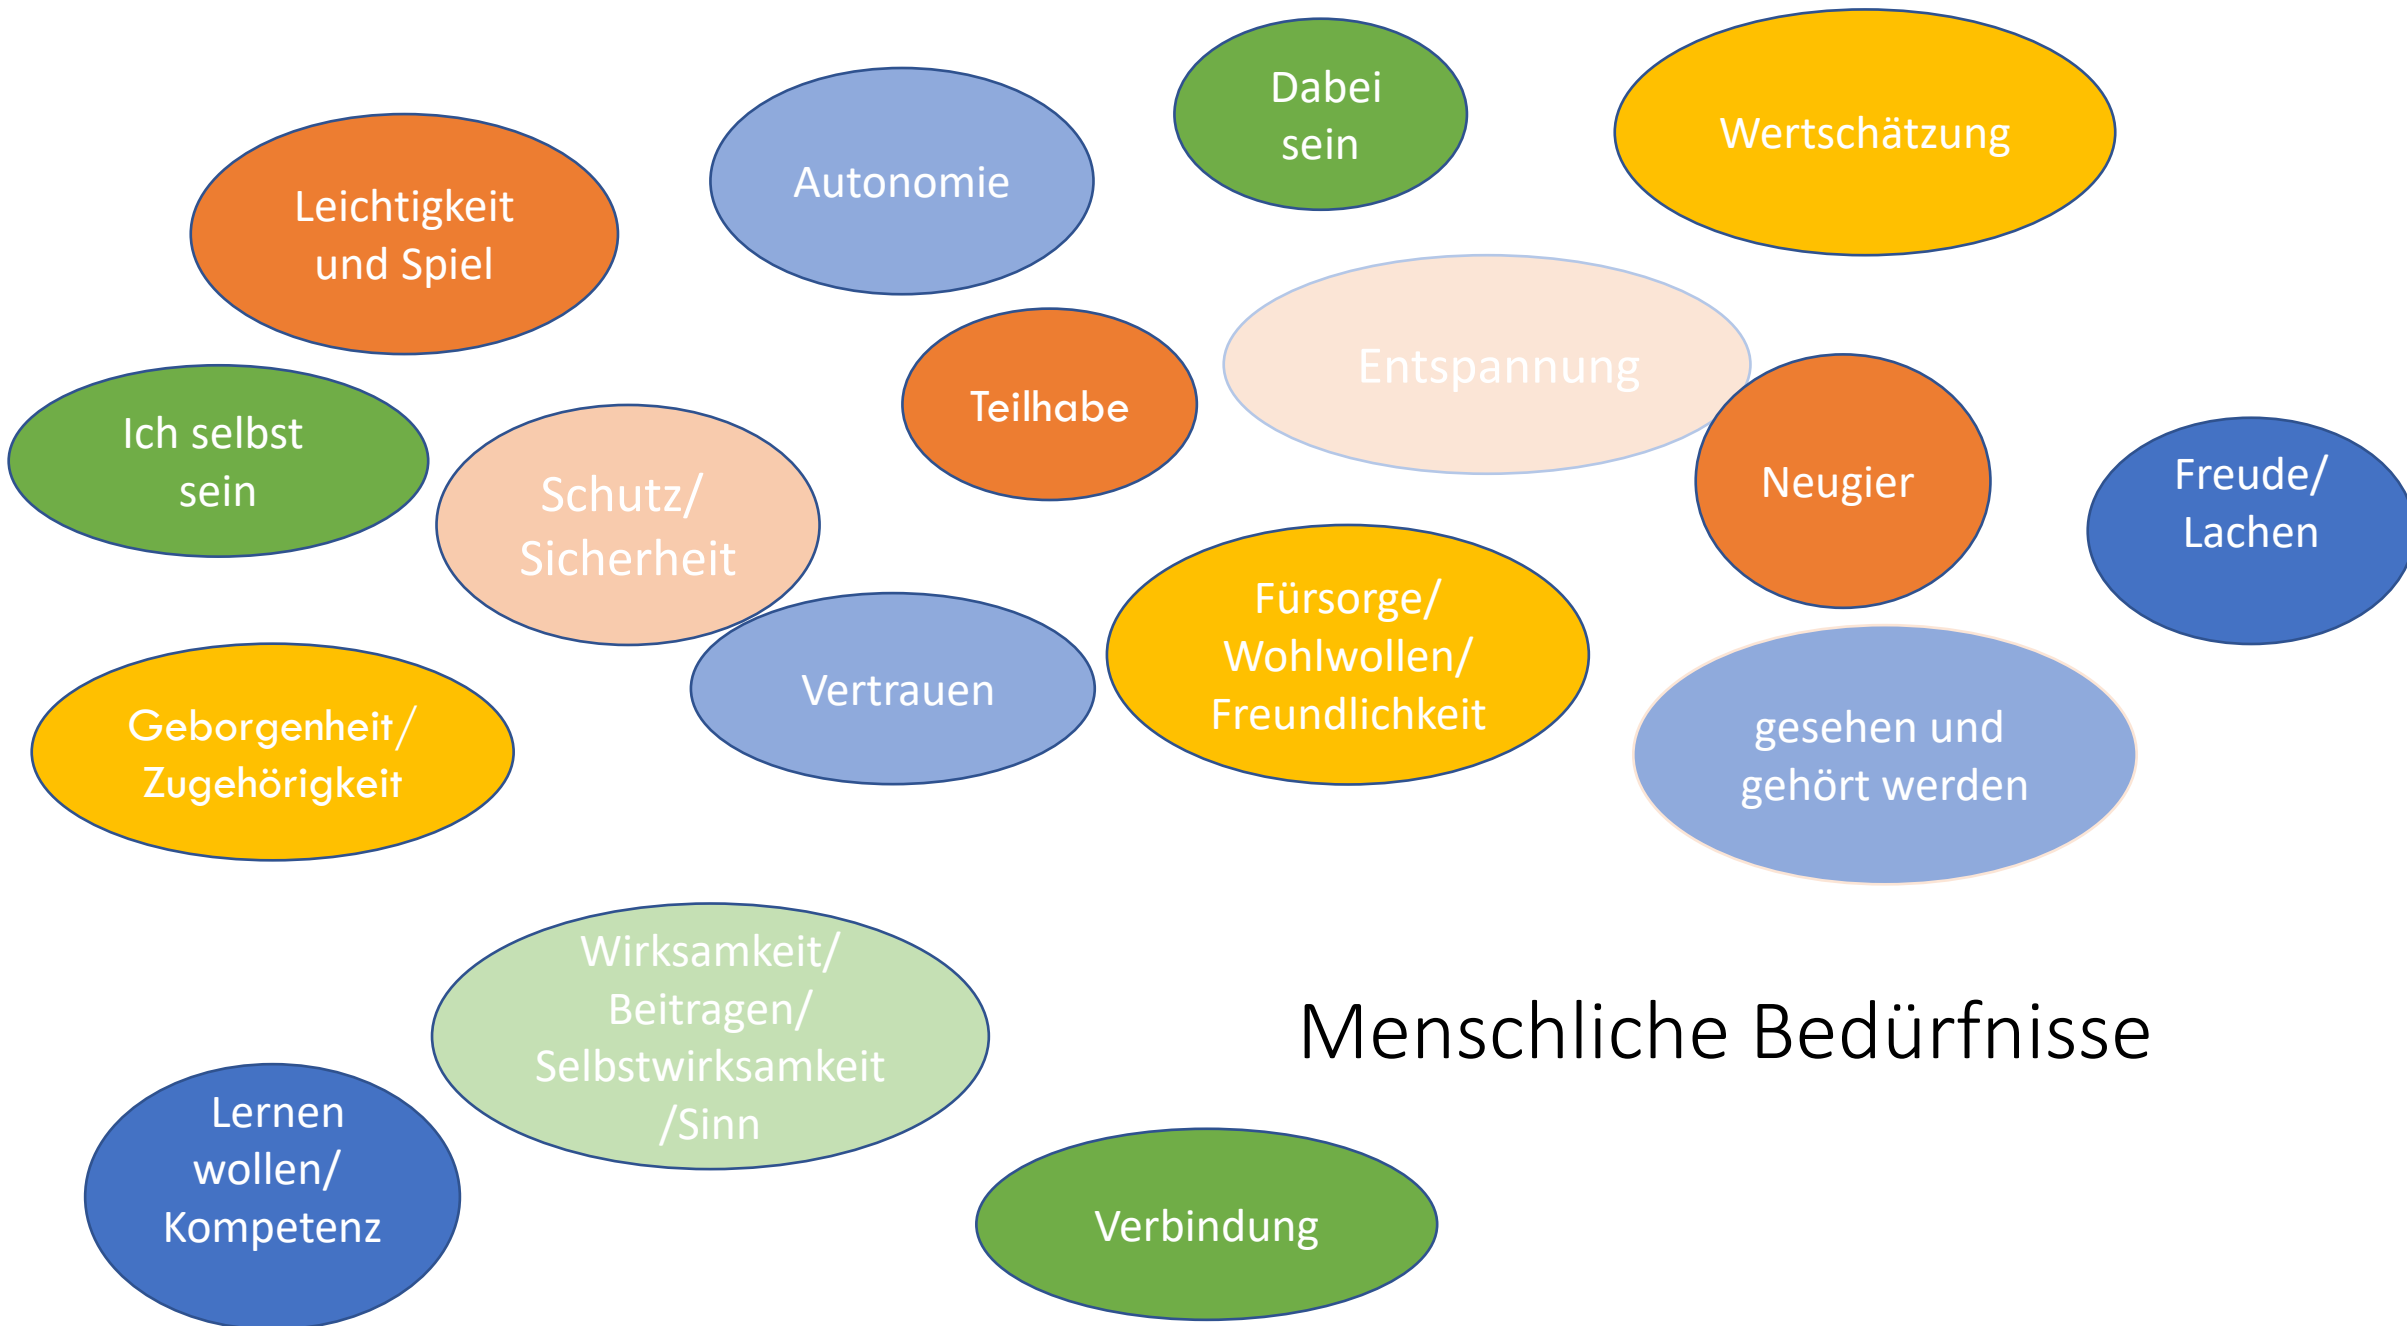 Dabei
sein
Wertschätzung
Autonomie
Leichtigkeit
und Spiel
Entspannung
Teilhabe
Ich selbst
sein
Schutz/
Sicherheit
Neugier
Freude/
Lachen
Fürsorge/
Wohlwollen/
Freundlichkeit
Vertrauen
Geborgenheit/
Zugehörigkeit
gesehen und
gehört werden
Wirksamkeit/
Beitragen/
Selbstwirksamkeit
/Sinn
Menschliche Bedürfnisse
Lernen
wollen/
Kompetenz
Verbindung